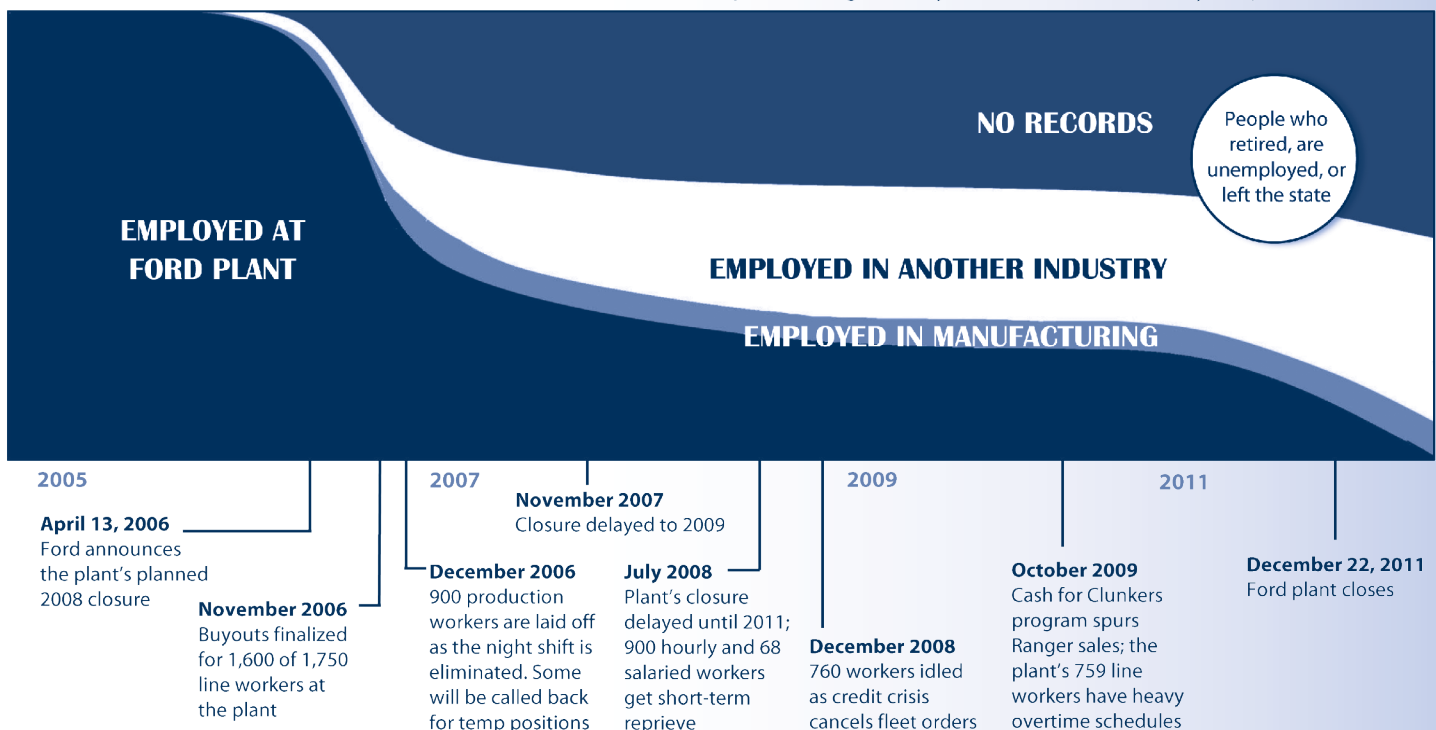 NO RECORDS
People who
retired, are
unemployed, or
left the state
EMPLOYED AT
FORD PLANT
EMPLOYED IN ANOTHER INDUSTRY
EMPLOYED IN MANUFACTURING
2005
2007
2009
2011
April 13, 2006
Ford announces
the plant's planned
2008 closure
November 2006
Buyouts finalized
for 1,600 of 1,750
line workers at
the plant
December 2006
900 production
workers are laid off
as the night shift is
eliminated. Some
will be called back
for temp positions
November 2007
Closure delayed to 2009
July 2008
Plant's closure
delayed until 2011;
900 hourly and 68
salaried workers
get short-term
reprieve
December 2008
760 workers idled
as credit crisis
cancels fleet orders
October 2009
Cash for Clunkers
program spurs
Ranger sales; the
plant's 759 line
workers have heavy
overtime schedules
December 22, 2011
Ford plant closes